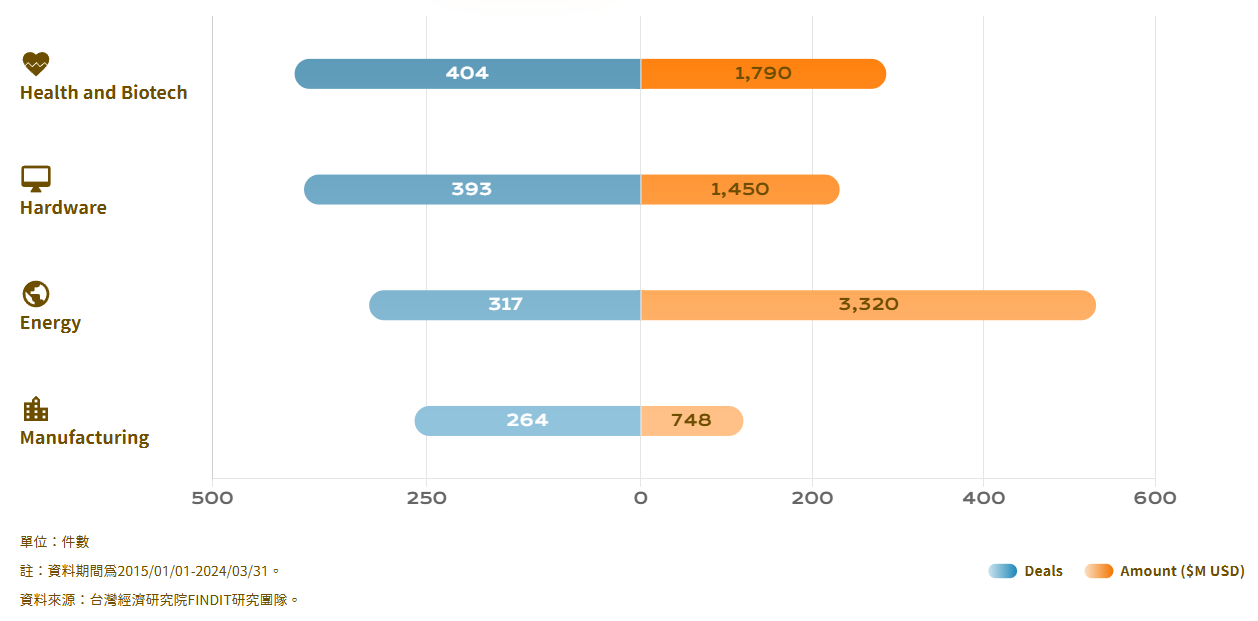 404 1,790
Health and Biotech
393 1,450
Hardware
317 3,320
Energy
264 748
Manufacturing
500 250 0 200 400 600
單位：件數
註：資料期間為2015/01/01-2024/03/31。
Deals Amount ($M USD)
資料來源：台灣經濟研究院FINDIT研究團隊。